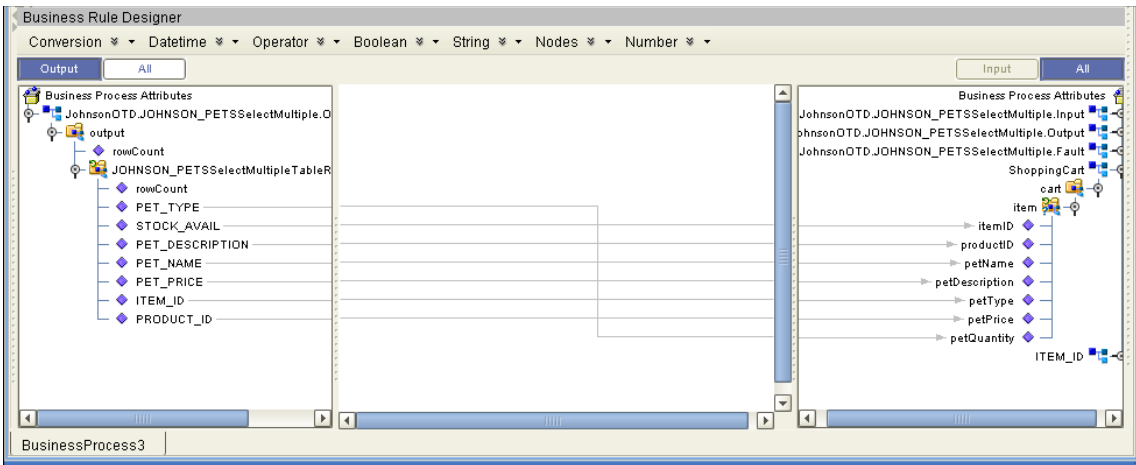 Business Rule Designer
Conversion Datetime Operator Boolean String Nodes Number
Output All Input All
Business Process Attributes
JohnsonOTD.JOHNSON_PETSSelectMultiple.O
output
rowCount
JOHNSON_PETSSelectMultipleTableR
rowCount
PET_TYPE
STOCK_AVAIL
PET_DESCRIPTION
PET_NAME
PET_PRICE
ITEM_ID
PRODUCT_ID
Business Process Attributes
JohnsonOTD.JOHNSON_PETSSelectMultiple.Input
ohnsonOTD.JOHNSON_PETSSelectMultiple.Output
JohnsonOTD.JOHNSON_PETSSelectMultiple.Fault
ShoppingCart
cart
item
itemID
productID
petName
petDescription
petType
petPrice
petQuantity
ITEM_ID
BusinessProcess3